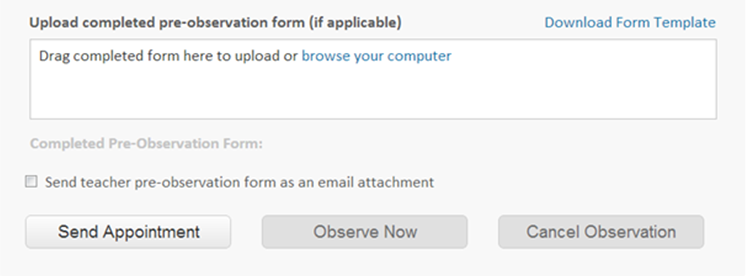 Upload completed pre-observation form (if applicable) Download Form Template
Drag completed form here to upload or browse your computer
Completed Pre-Observation Form:
Send teacher pre-observation form as an email attachment
Send Appointment Observe Now Cancel Observation